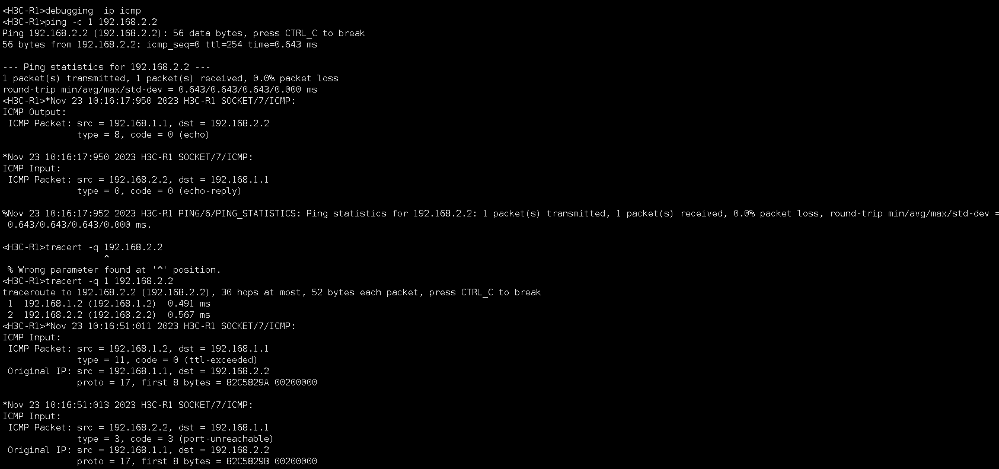 <H3C-R1>debugging  ip icmp
<H3C-R1>ping -c 1 192.168.2.2
Ping 192.168.2.2 (192.168.2.2): 56 data bytes, press CTRL_C to break
56 bytes from 192.168.2.2: icmp_seq=0 ttl=254 time=0.643 ms

--- Ping statistics for 192.168.2.2 ---
1 packet(s) transmitted, 1 packet(s) received, 0.0% packet loss
round-trip min/avg/max/std-dev = 0.643/0.643/0.643/0.000 ms
<H3C-R1>*Nov 23 10:16:17:950 2023 H3C-R1 SOCKET/7/ICMP:
ICMP Output:
 ICMP Packet: src = 192.168.1.1, dst = 192.168.2.2
              type = 8, code = 0 (echo)

*Nov 23 10:16:17:950 2023 H3C-R1 SOCKET/7/ICMP:
ICMP Input:
 ICMP Packet: src = 192.168.2.2, dst = 192.168.1.1
              type = 0, code = 0 (echo-reply)

%Nov 23 10:16:17:952 2023 H3C-R1 PING/6/PING_STATISTICS: Ping statistics for 192.168.2.2: 1 packet(s) transmitted, 1 packet(s) received, 0.0% packet loss, round-trip min/avg/max/std-dev =
 0.643/0.643/0.643/0.000 ms.

<H3C-R1>tracert -q 192.168.2.2
                   ^
 % Wrong parameter found at '^' position.
<H3C-R1>tracert -q 1 192.168.2.2
traceroute to 192.168.2.2 (192.168.2.2), 30 hops at most, 52 bytes each packet, press CTRL_C to break
 1  192.168.1.2 (192.168.1.2)  0.491 ms
 2  192.168.2.2 (192.168.2.2)  0.567 ms
<H3C-R1>*Nov 23 10:16:51:011 2023 H3C-R1 SOCKET/7/ICMP:
ICMP Input:
 ICMP Packet: src = 192.168.1.2, dst = 192.168.1.1
              type = 11, code = 0 (ttl-exceeded)
 Original IP: src = 192.168.1.1, dst = 192.168.2.2
              proto = 17, first 8 bytes = 82C5829A 00200000

*Nov 23 10:16:51:013 2023 H3C-R1 SOCKET/7/ICMP:
ICMP Input:
 ICMP Packet: src = 192.168.2.2, dst = 192.168.1.1
              type = 3, code = 3 (port-unreachable)
 Original IP: src = 192.168.1.1, dst = 192.168.2.2
              proto = 17, first 8 bytes = 82C5829B 00200000